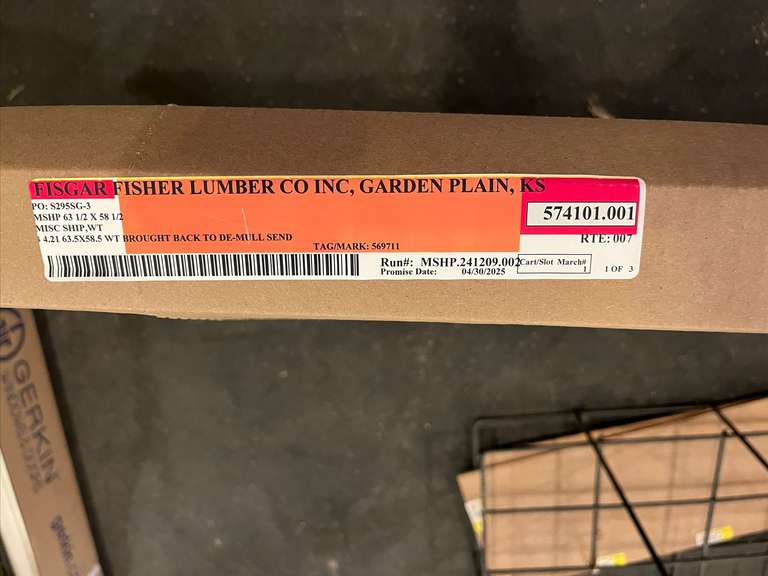 FISGAR FISHER LUMBER CO INC, GARDEN PLAIN, KS
PO: S295SG-3
574101.001
MSHP 63 1/2 X 58 1/2
MISC SHIP,WT
RTE: 007
4.21 63.5X58.5 WT BROUGHT BACK TO DE-MULL SEND
TAG/MARK: 569711
Run#: MSHP.241209.002
Cart/Slot March#
Promise Date: 04/30/2025
1
1 OF 3
GERKIN